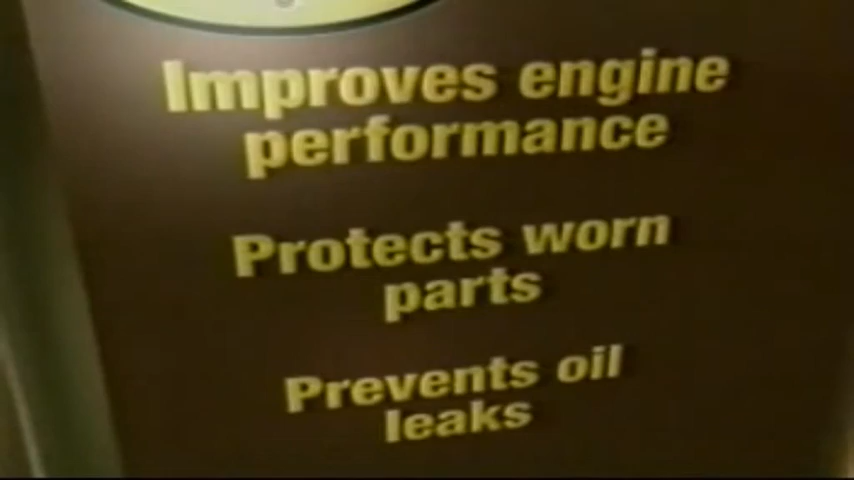 Improves engine
performance
Protects worn
parts
Prevents oil
leaks